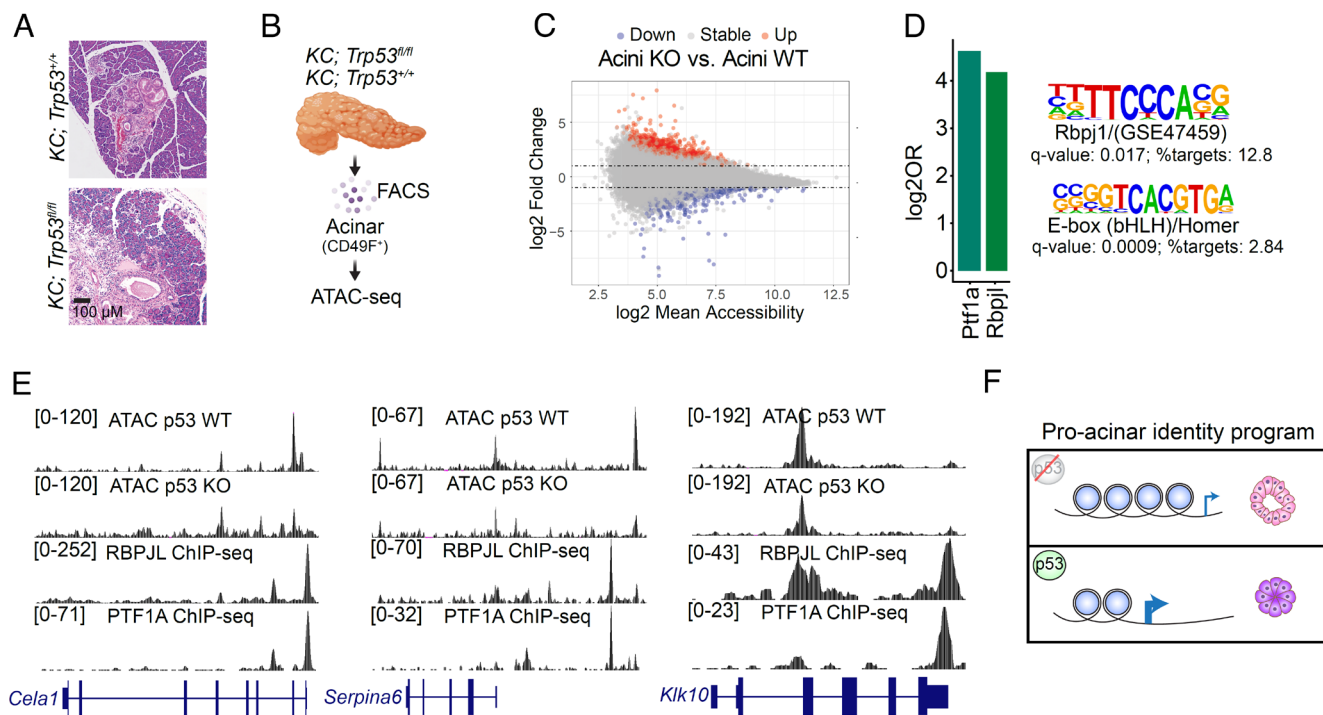 A
KC; Trp53+/+
KC; Trp53fl/fl
100 µM
B
KC; Trp53fl/fl
KC; Trp53+/+
FACS
Acinar
(CD49F+)
ATAC-seq
C
Down Stable Up
Acini KO vs. Acini WT
log2 Fold Change
5
0
−5
2.5 5.0 7.5 10.0 12.5
log2 Mean Accessibility
D
log2OR
4
3
2
1
0
Ptf1a
Rbpjl
TTTTCCCACG
Rbpj1/(GSE47459)
q-value: 0.017; %targets: 12.8
CCGGTCACGTGA
E-box (bHLH)/Homer
q-value: 0.0009; %targets: 2.84
E
[0-120] ATAC p53 WT
[0-120] ATAC p53 KO
[0-252] RBPJL ChIP-seq
[0-71] PTF1A ChIP-seq
Cela1
[0-67] ATAC p53 WT
[0-67] ATAC p53 KO
[0-70] RBPJL ChIP-seq
[0-32] PTF1A ChIP-seq
Serpina6
[0-192] ATAC p53 WT
[0-192] ATAC p53 KO
[0-43] RBPJL ChIP-seq
[0-23] PTF1A ChIP-seq
Klk10
F
Pro-acinar identity program
p53
p53